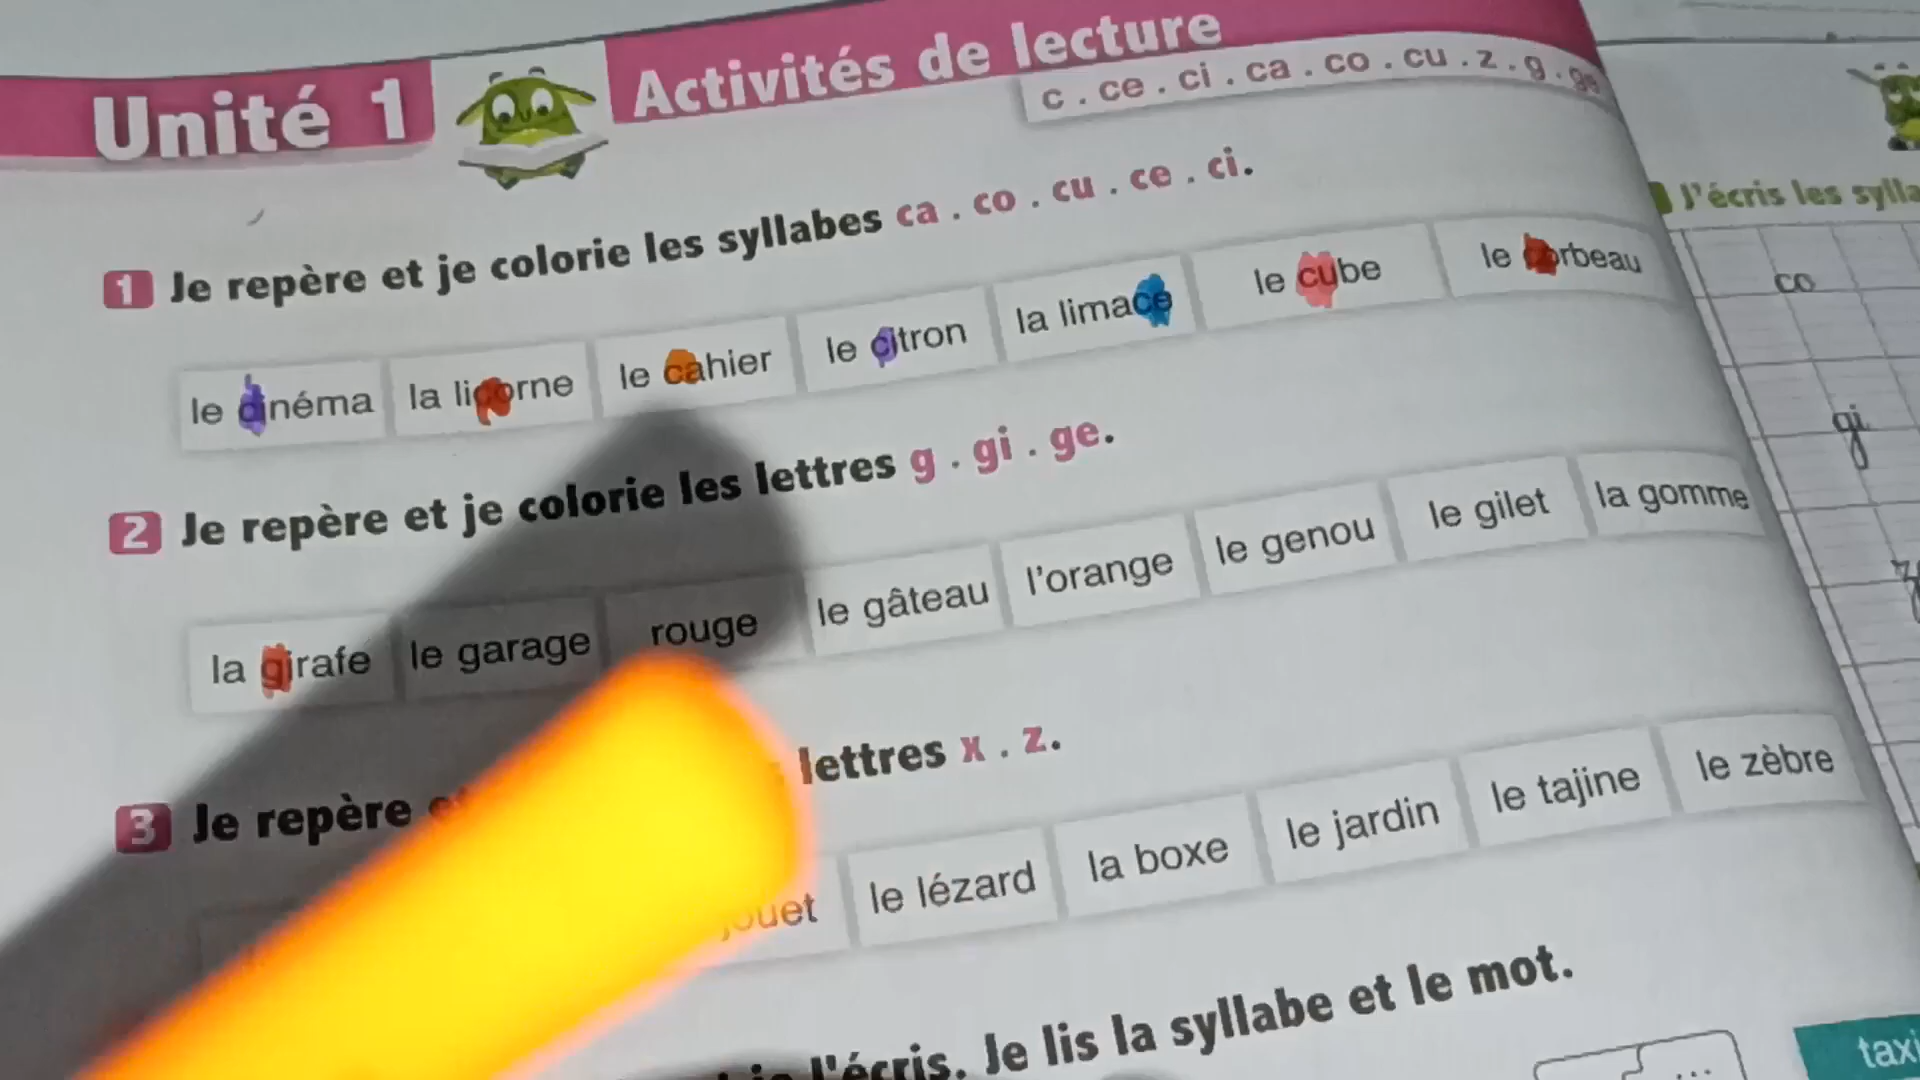 Unité 1 Activités de lecture
c . ce . ci . ca . co . cu . z . g . ge
1 Je repère et je colorie les syllabes ca . co . cu . ce . ci.
le cinéma la licorne le cahier le citron la limace le cube le corbeau
2 Je repère et je colorie les lettres g . gi . ge.
la girafe le garage rouge le gâteau l'orange le genou le gilet la gomme
3 Je repère lettres x . z.
jouet le lézard la boxe le jardin le tajine le zèbre
l'écris. Je lis la syllabe et le mot.
...
taxi
J'écris les sylla
co
gi